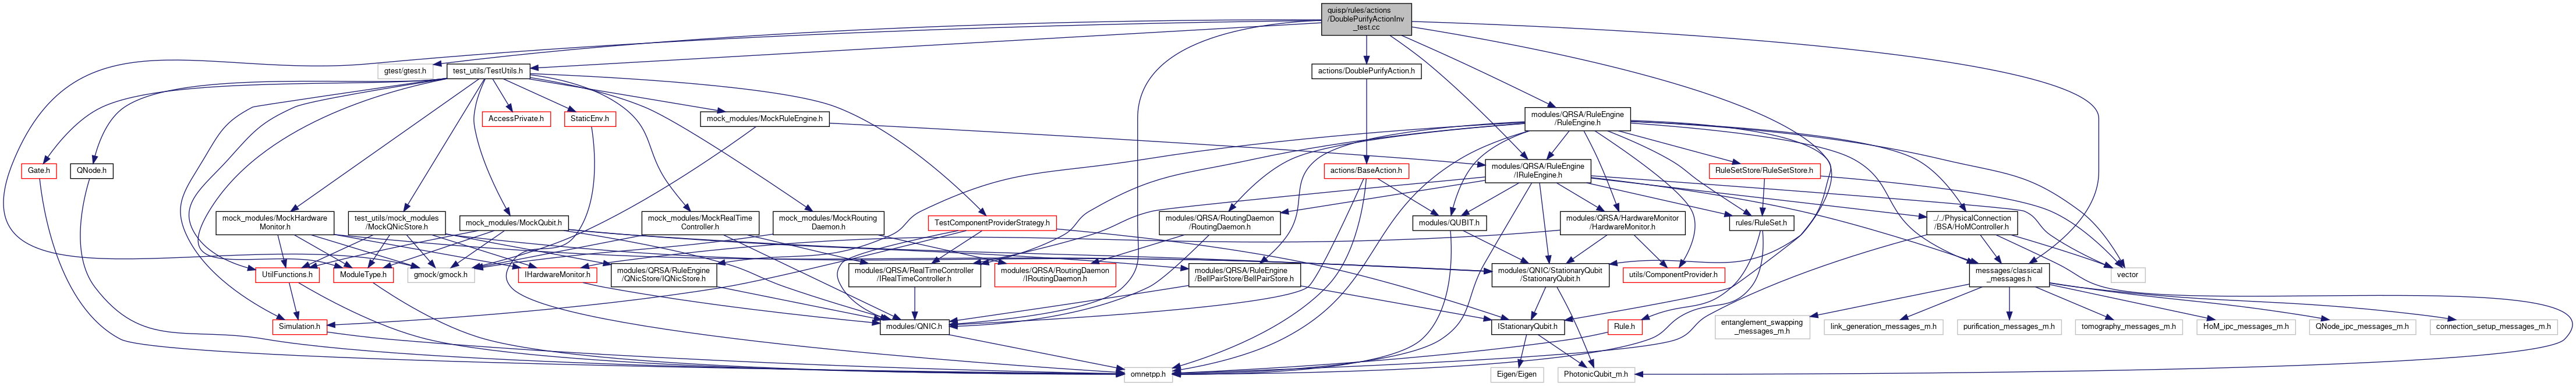 quisp/rules/actions
/DoublePurifyActionInv
_test.cc
gtest/gtest.h
test_utils/TestUtils.h
actions/DoublePurifyAction.h
AccessPrivate.h
StaticEnv.h
mock_modules/MockRuleEngine.h
modules/QRSA/RuleEngine
/RuleEngine.h
Gate.h
QNode.h
actions/BaseAction.h
modules/QRSA/RuleEngine
/IRuleEngine.h
RuleSetStore/RuleSetStore.h
mock_modules/MockHardware
Monitor.h
test_utils/mock_modules
/MockQNicStore.h
mock_modules/MockQubit.h
mock_modules/MockRealTime
Controller.h
mock_modules/MockRouting
Daemon.h
TestComponentProviderStrategy.h
modules/QRSA/RoutingDaemon
/RoutingDaemon.h
modules/QUBIT.h
modules/QRSA/HardwareMonitor
/HardwareMonitor.h
rules/RuleSet.h
../../PhysicalConnection
/BSA/HoMController.h
UtilFunctions.h
ModuleType.h
gmock/gmock.h
IHardwareMonitor.h
modules/QRSA/RuleEngine
/QNicStore/IQNicStore.h
modules/QRSA/RealTimeController
/IRealTimeController.h
modules/QRSA/RoutingDaemon
/IRoutingDaemon.h
modules/QRSA/RuleEngine
/BellPairStore/BellPairStore.h
modules/QNIC/StationaryQubit
/StationaryQubit.h
utils/ComponentProvider.h
messages/classical
_messages.h
vector
Simulation.h
modules/QNIC.h
IStationaryQubit.h
Rule.h
entanglement_swapping
_messages_m.h
link_generation_messages_m.h
purification_messages_m.h
tomography_messages_m.h
HoM_ipc_messages_m.h
QNode_ipc_messages_m.h
connection_setup_messages_m.h
omnetpp.h
Eigen/Eigen
PhotonicQubit_m.h